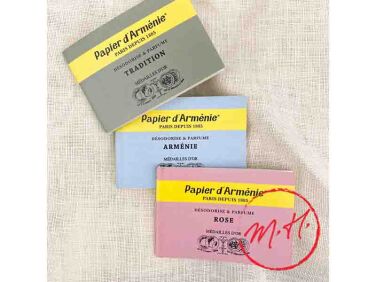 Papier d'Arménie®
PARIS DEPUIS 1885
DÉSODORISE & PARFUME
TRADITION
MÉDAILLES D'OR
Papier d'Arménie®
PARIS DEPUIS 1885
DÉSODORISE & PARFUME
ARMÉNIE
MÉDAILLES D'OR
Papier d'Arménie®
PARIS DEPUIS 1885
DÉSODORISE & PARFUME
ROSE
MÉDAILLES D'OR
M.H.